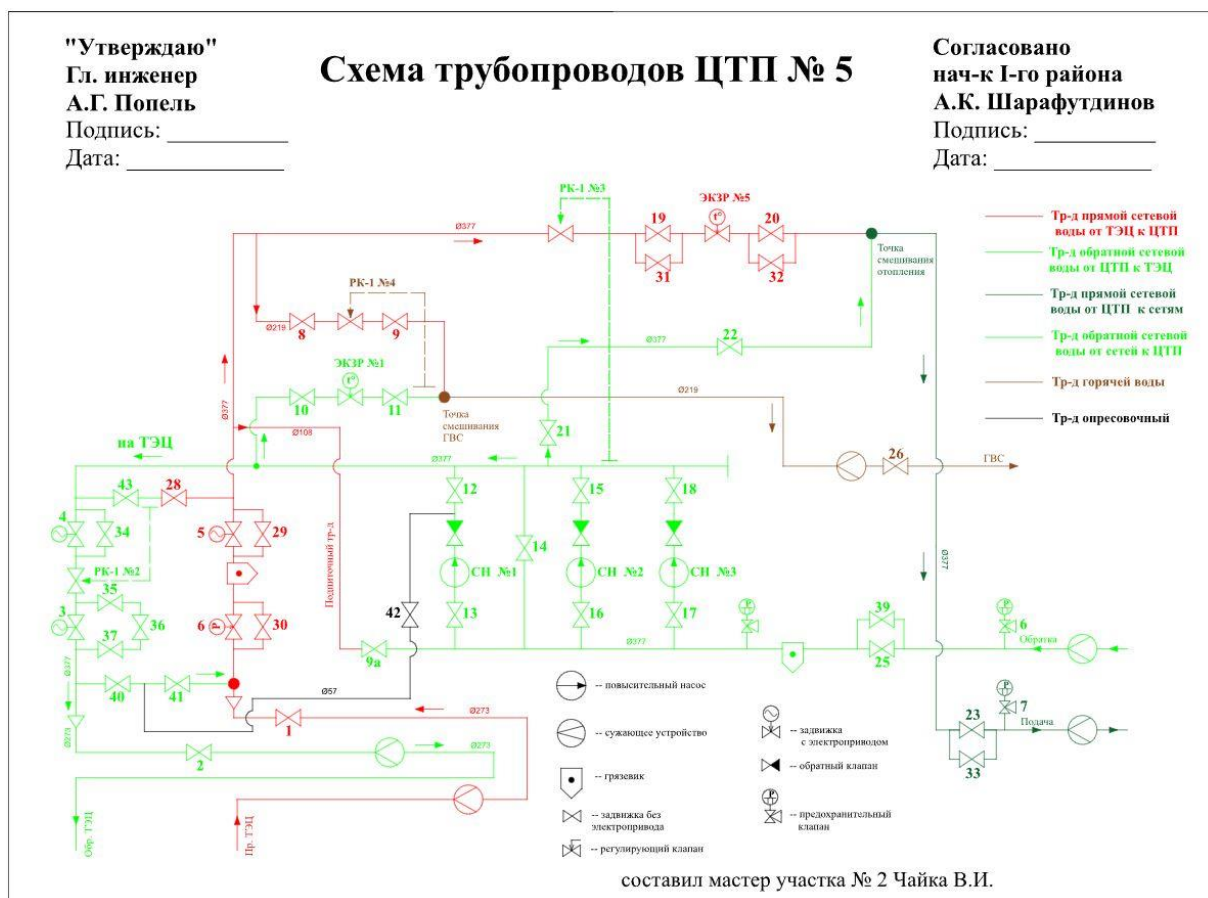 "Утверждаю"
Гл. инженер
А.Г. Попель
Подпись: ____________
Дата: ________________
Схема трубопроводов ЦТП № 5
Согласовано
нач-к I-го района
А.К. Шарафутдинов
Подпись: ____________
Дата: ________________
РК-1 №3
ЭКЗР №5
Ø377
19
t°
20
31
32
Точка
смешивания
отопления
Тр-д прямой сетевой
воды от ТЭЦ к ЦТП
Тр-д обратной сетевой
воды от ЦТП к ТЭЦ
Тр-д прямой сетевой
воды от ЦТП к сетям
Тр-д обратной сетевой
воды от сетей к ЦТП
Тр-д горячей воды
Тр-д опресовочный
РК-1 №4
Ø219
8
9
22
Ø377
ЭКЗР №1
t°
10
11
Ø377
Ø219
Точка
смешивания
ГВС
Ø108
21
на ТЭЦ
Ø377
26
ГВС
43
28
12
15
18
4
34
5
29
14
Ø377
РК-1 №2
СН №1
СН №2
СН №3
Подпиточный тр-д
35
3
36
6
P
30
42
13
16
17
P
39
P
6
37
9а
Ø377
25
Обратка
Ø377
40
41
Ø57
P
7
23
Подача
33
Ø273
1
Ø273
2
Ø273
Обр. ТЭЦ
Пр. ТЭЦ
-- повысительный насос
-- сужающее устройство
-- грязевик
-- задвижка без
электропривода
-- регулирующий клапан
-- задвижка
с электроприводом
-- обратный клапан
P
-- предохранительный
клапан
составил мастер участка № 2 Чайка В.И.